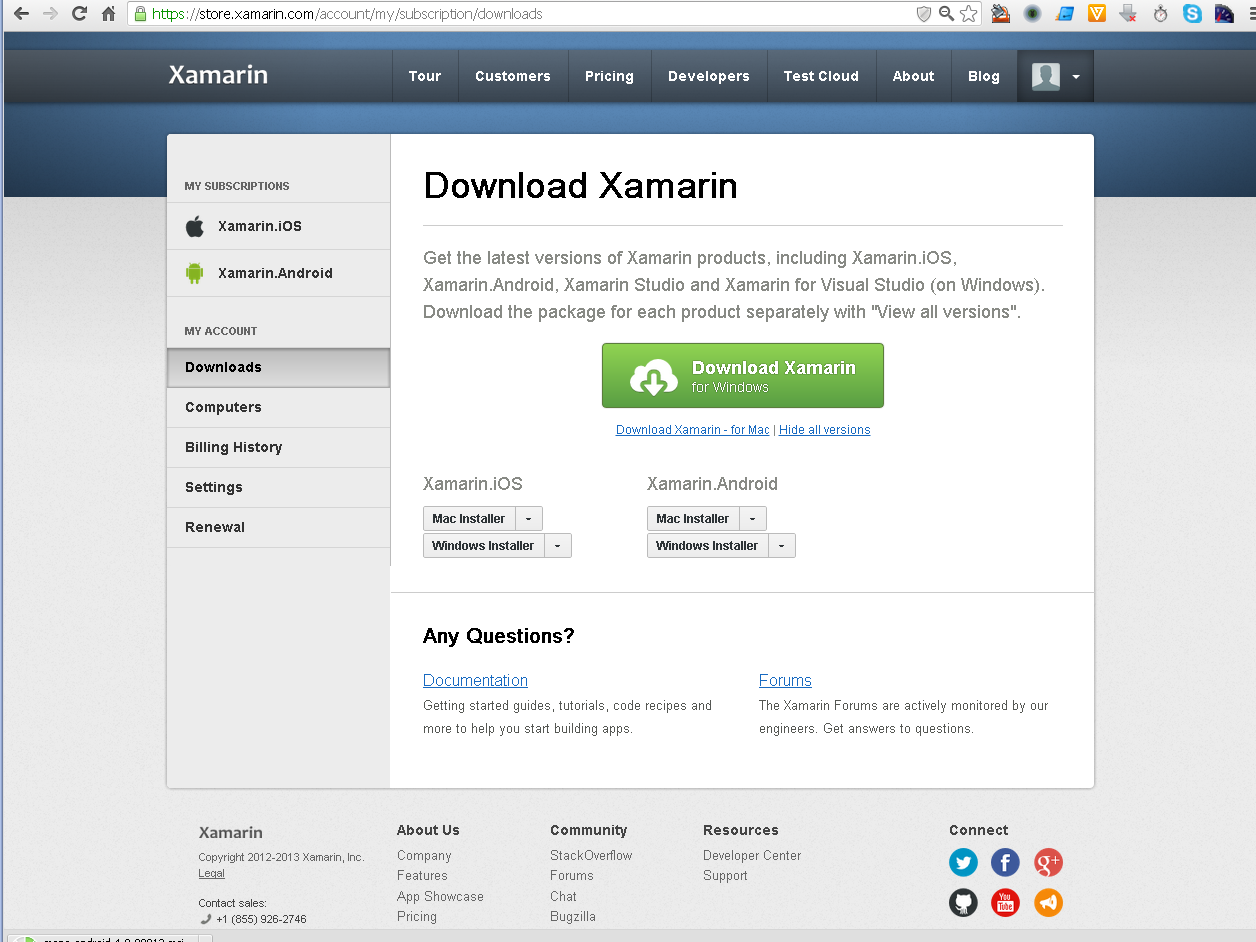 https://store.xamarin.com/account/my/subscription/downloads
Xamarin
Tour Customers Pricing Developers Test Cloud About Blog
MY SUBSCRIPTIONS
Xamarin.iOS
Xamarin.Android
MY ACCOUNT
Downloads
Computers
Billing History
Settings
Renewal
Download Xamarin
Get the latest versions of Xamarin products, including Xamarin.iOS,
Xamarin.Android, Xamarin Studio and Xamarin for Visual Studio (on Windows).
Download the package for each product separately with "View all versions".
Download Xamarin
for Windows
Download Xamarin - for Mac | Hide all versions
Xamarin.iOS
Mac Installer
Windows Installer
Xamarin.Android
Mac Installer
Windows Installer
Any Questions?
Documentation
Getting started guides, tutorials, code recipes and
more to help you start building apps.
Forums
The Xamarin Forums are actively monitored by our
engineers. Get answers to questions.
Xamarin
Copyright 2012-2013 Xamarin, Inc.
Legal
Contact sales:
+1 (855) 926-2746
About Us
Company
Features
App Showcase
Pricing
Community
StackOverflow
Forums
Chat
Bugzilla
Resources
Developer Center
Support
Connect
g+
You
Tube